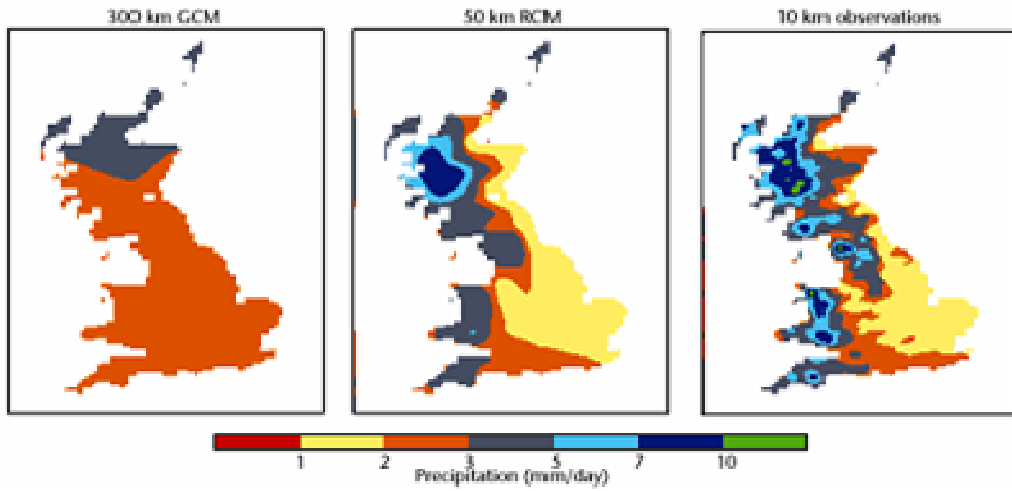 300 km GCM
50 km RCM
10 km observations
1 2 3 5 7 10
Precipitation (mm/day)